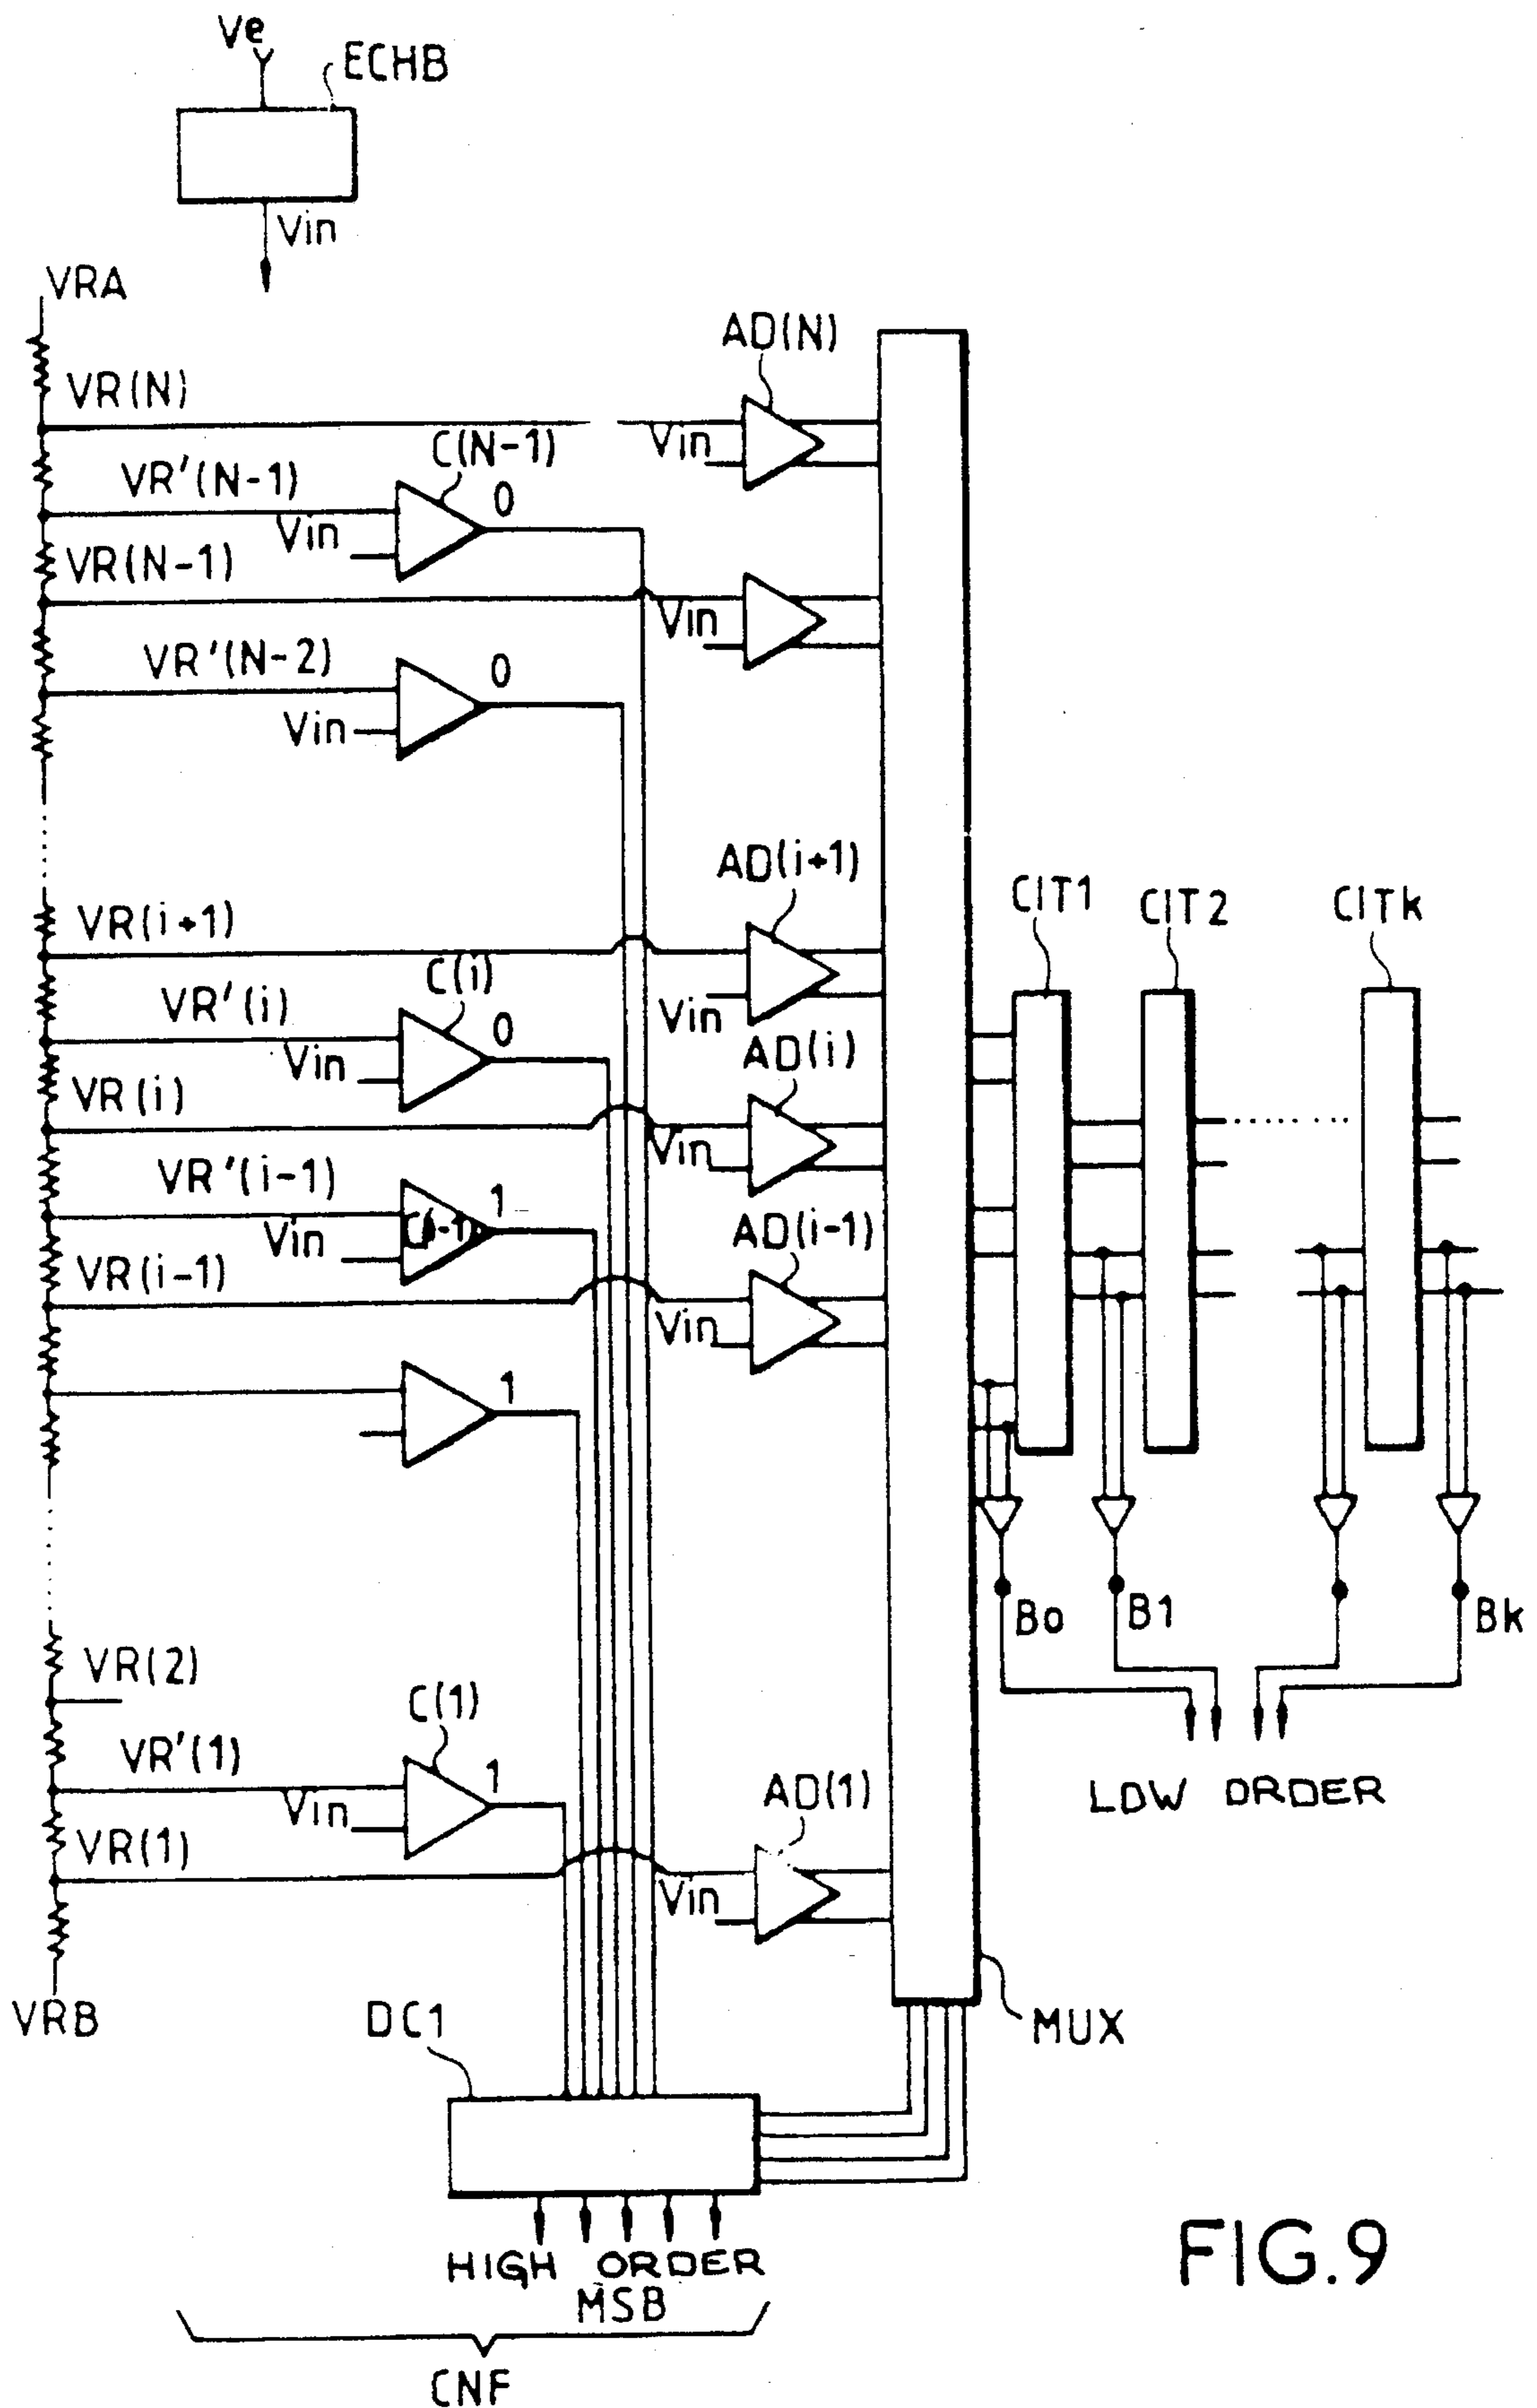 Ve
ECHB
Vin
VRA
AD(N)
VR(N)
Vin
C(N-1)
VR'(N-1)
0
Vin
VR(N-1)
Vin
VR'(N-2)
0
Vin
AD(i+1)
CIT1
CIT2
CITk
VR(i+1)
C(i)
VR'(i)
0
Vin
Vin
AD(i)
VR(i)
Vin
VR'(i-1)
1
C(i-1)
Vin
AD(i-1)
VR(i-1)
Vin
1
Bo
B1
Bk
VR(2)
C(1)
VR'(1)
1
Vin
AD(1)
LOW ORDER
VR(1)
Vin
VRB
DC1
MUX
HIGH ORDER
MSB
CNF
FIG.9